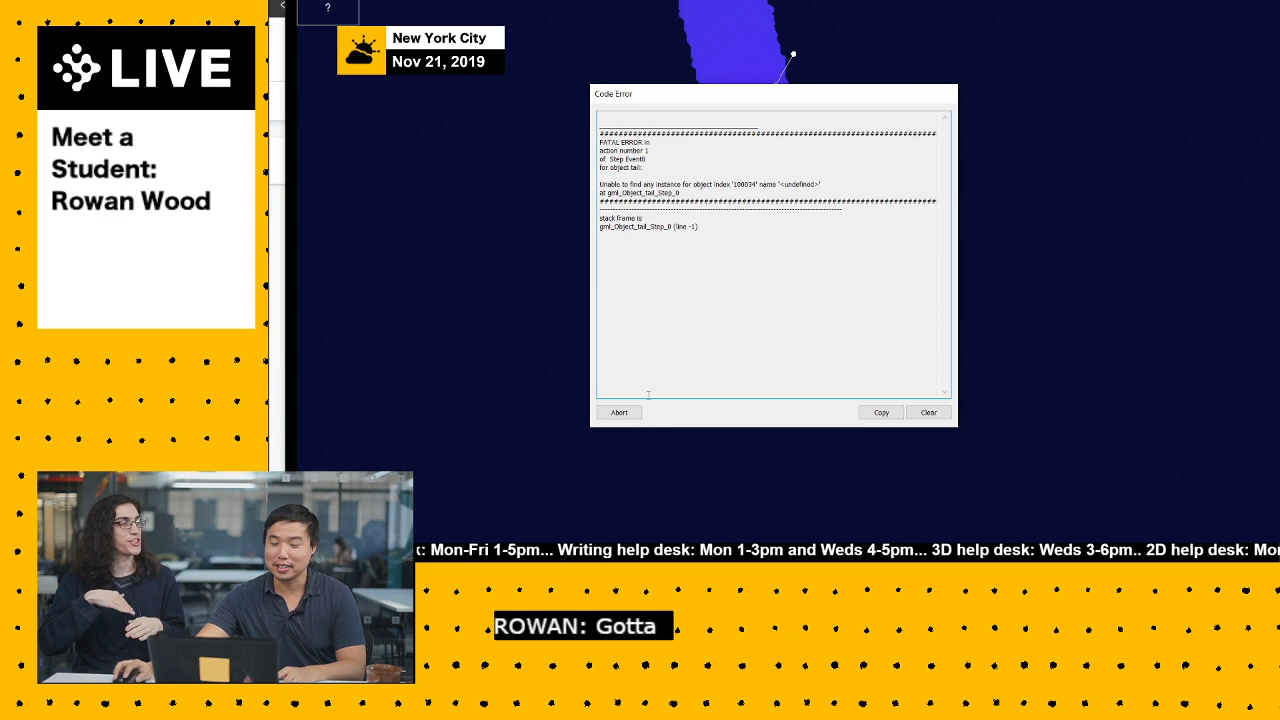 LIVE
Meet a
Student:
Rowan Wood
?
New York City
Nov 21, 2019
Code Error
FATAL ERROR in
action number 1
of  Step Event0
for object tail:
Unable to find any instance for object index '100034' name '<undefined>'
at gml_Object_tail_Step_0
stack frame is
gml_Object_tail_Step_0 (line -1)
Abort
Copy
Clear
: Mon-Fri 1-5pm... Writing help desk: Mon 1-3pm and Weds 4-5pm... 3D help desk: Weds 3-6pm.. 2D help desk:
ROWAN: Gotta